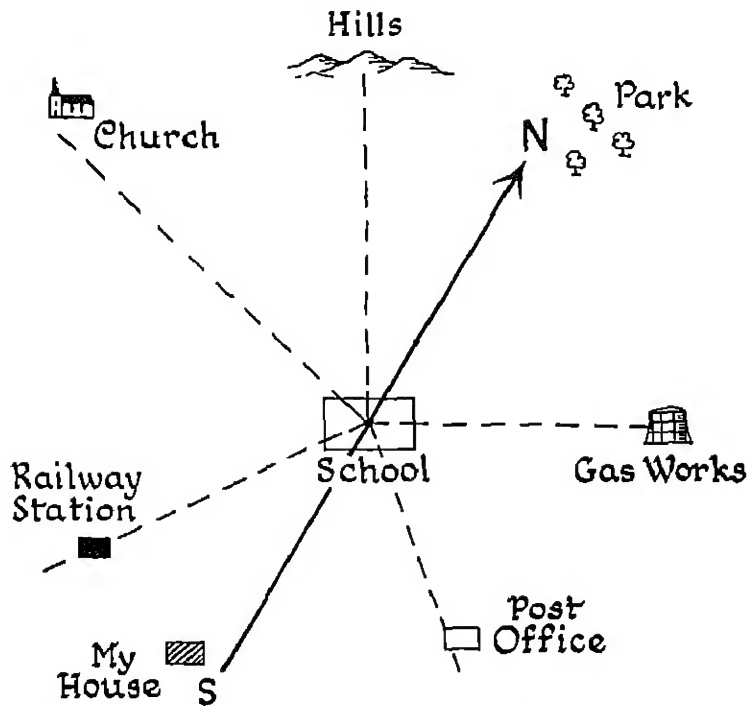 Hills
Church
N
Park
School
Gas Works
Railway
Station
Post
Office
My
House
S